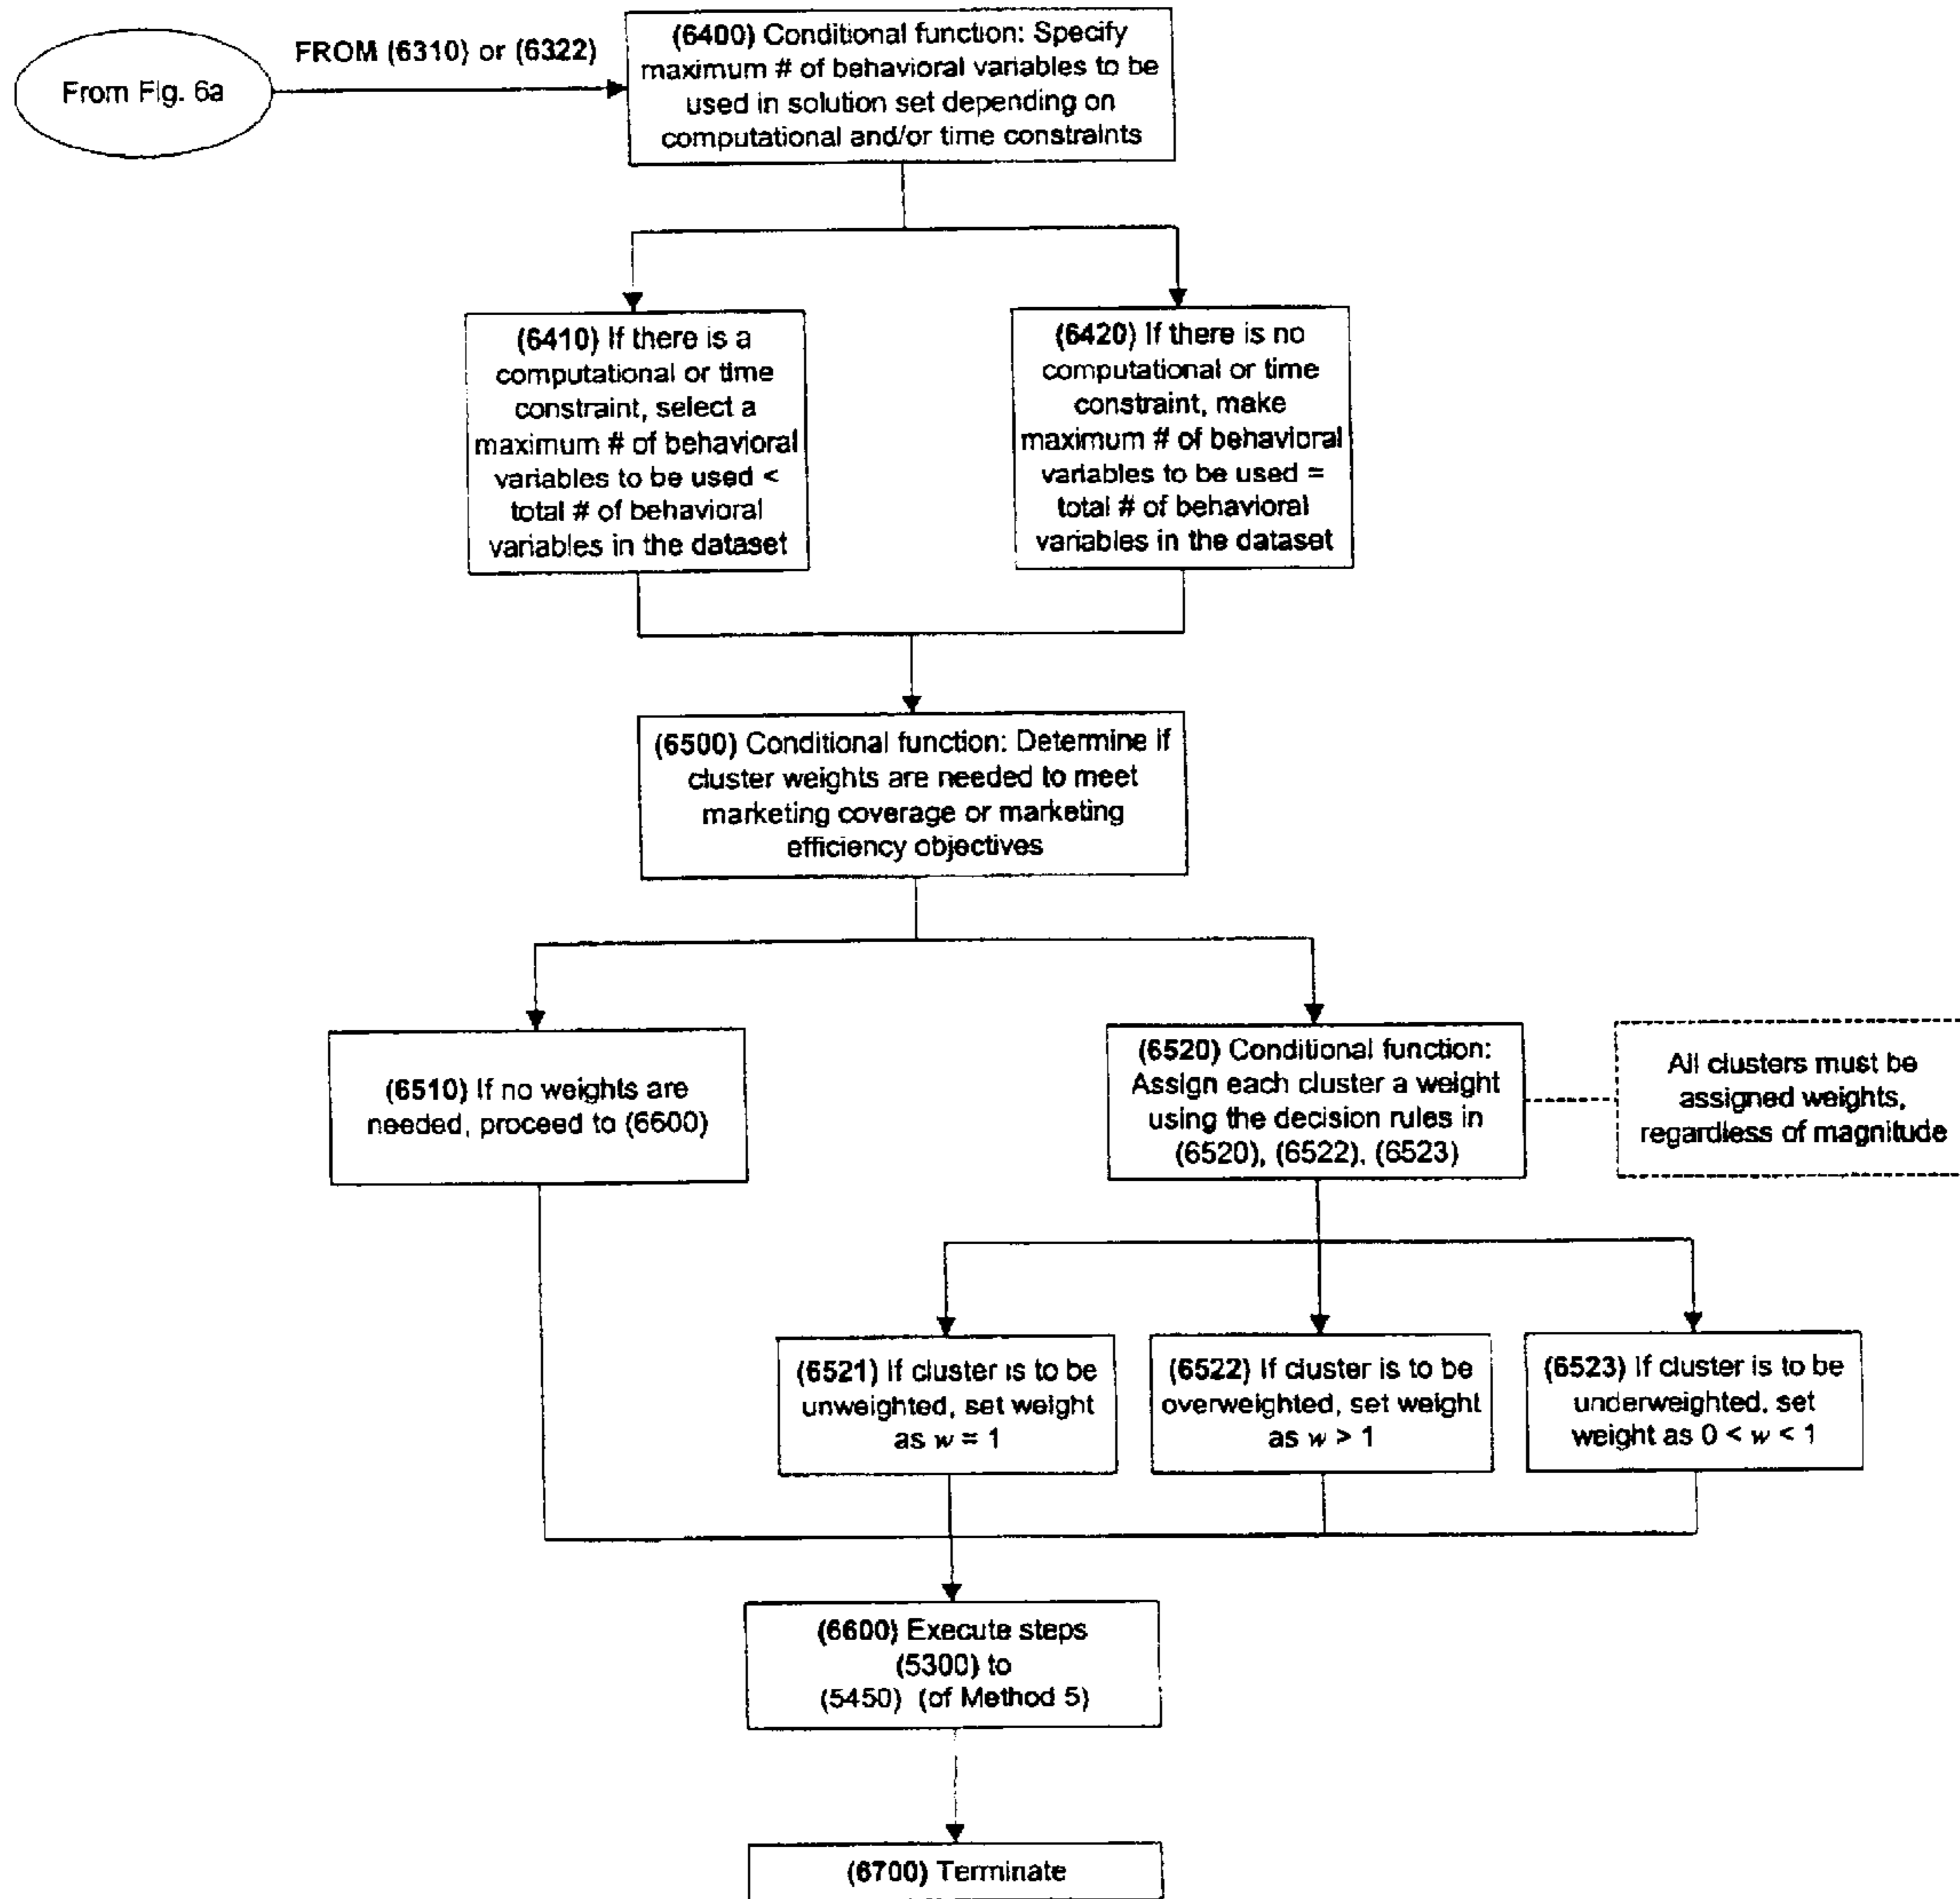 From Fig. 6a
FROM (6310) or (6322)
(6400) Conditional function: Specify
maximum # of behavioral variables to be
used in solution set depending on
computational and/or time constraints
(6410) If there is a
computational or time
constraint, select a
maximum # of behavioral
variables to be used <
total # of behavioral
variables in the dataset
(6420) If there is no
computational or time
constraint, make
maximum # of behavioral
variables to be used =
total # of behavioral
variables in the dataset
(6500) Conditional function: Determine if
cluster weights are needed to meet
marketing coverage or marketing
efficiency objectives
(6510) If no weights are
needed, proceed to (6600)
(6520) Conditional function:
Assign each cluster a weight
using the decision rules in
(6520), (6522), (6523)
All clusters must be
assigned weights,
regardless of magnitude
(6521) If cluster is to be
unweighted, set weight
as w = 1
(6522) If cluster is to be
overweighted, set weight
as w > 1
(6523) If cluster is to be
underweighted, set
weight as 0 < w < 1
(6600) Execute steps
(5300) to
(5450) (of Method 5)
(6700) Terminate